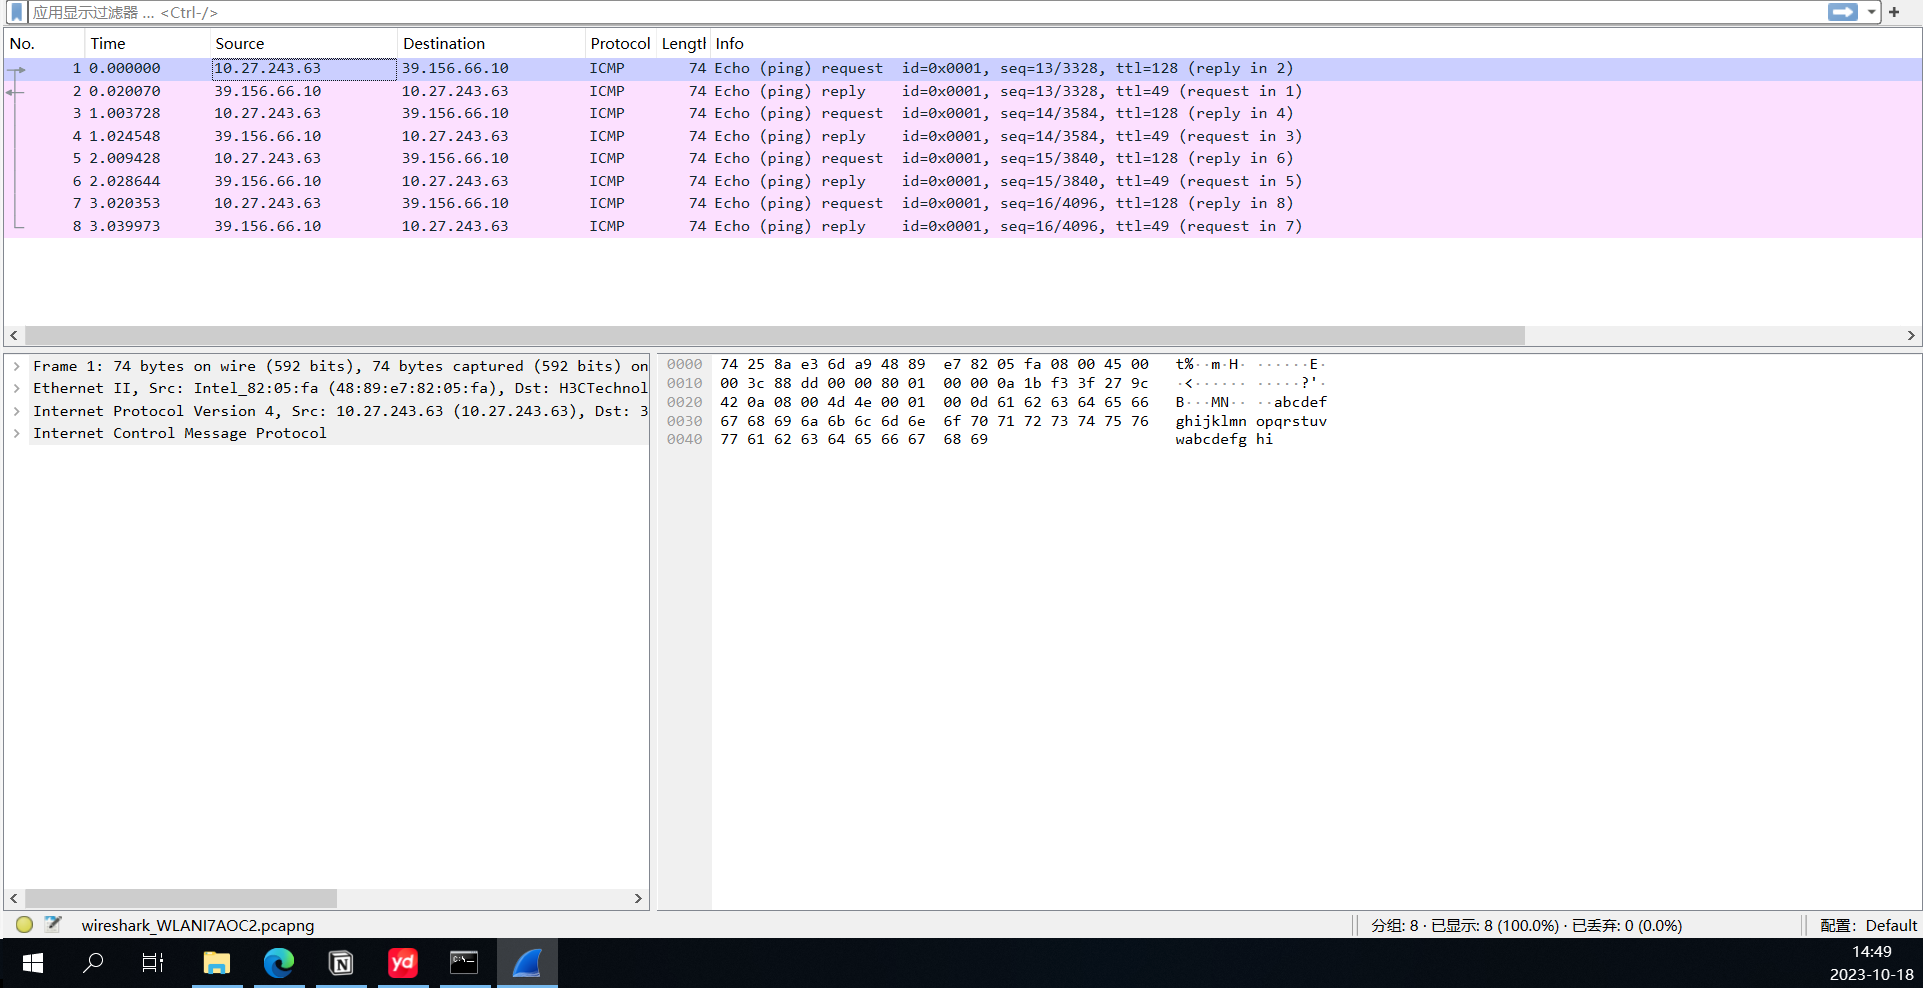 应用显示过滤器 … <Ctrl-/>
No. Time Source Destination Protocol Lengtl Info
1 0.000000 10.27.243.63 39.156.66.10 ICMP 74 Echo (ping) request id=0x0001, seq=13/3328, ttl=128 (reply in 2)
2 0.020070 39.156.66.10 10.27.243.63 ICMP 74 Echo (ping) reply id=0x0001, seq=13/3328, ttl=49 (request in 1)
3 1.003728 10.27.243.63 39.156.66.10 ICMP 74 Echo (ping) request id=0x0001, seq=14/3584, ttl=128 (reply in 4)
4 1.024548 39.156.66.10 10.27.243.63 ICMP 74 Echo (ping) reply id=0x0001, seq=14/3584, ttl=49 (request in 3)
5 2.009428 10.27.243.63 39.156.66.10 ICMP 74 Echo (ping) request id=0x0001, seq=15/3840, ttl=128 (reply in 6)
6 2.028644 39.156.66.10 10.27.243.63 ICMP 74 Echo (ping) reply id=0x0001, seq=15/3840, ttl=49 (request in 5)
7 3.020353 10.27.243.63 39.156.66.10 ICMP 74 Echo (ping) request id=0x0001, seq=16/4096, ttl=128 (reply in 8)
8 3.039973 39.156.66.10 10.27.243.63 ICMP 74 Echo (ping) reply id=0x0001, seq=16/4096, ttl=49 (request in 7)
Frame 1: 74 bytes on wire (592 bits), 74 bytes captured (592 bits) on
Ethernet II, Src: Intel_82:05:fa (48:89:e7:82:05:fa), Dst: H3CTechnol
Internet Protocol Version 4, Src: 10.27.243.63 (10.27.243.63), Dst: 3
Internet Control Message Protocol
0000 74 25 8a e3 6d a9 48 89 e7 82 05 fa 08 00 45 00 t%··m·H· ······E·
0010 00 3c 88 dd 00 00 80 01 00 00 0a 1b f3 3f 27 9c ·<······ ·····?'·
0020 42 0a 08 00 4d 4e 00 01 00 0d 61 62 63 64 65 66 B···MN·· ··abcdef
0030 67 68 69 6a 6b 6c 6d 6e 6f 70 71 72 73 74 75 76 ghijklmn opqrstuv
0040 77 61 62 63 64 65 66 67 68 69 wabcdefg hi
wireshark_WLANI7AOC2.pcapng
分组: 8 · 已显示: 8 (100.0%) · 已丢弃: 0 (0.0%)
配置: Default
N
yd
C:\.
14:49
2023-10-18